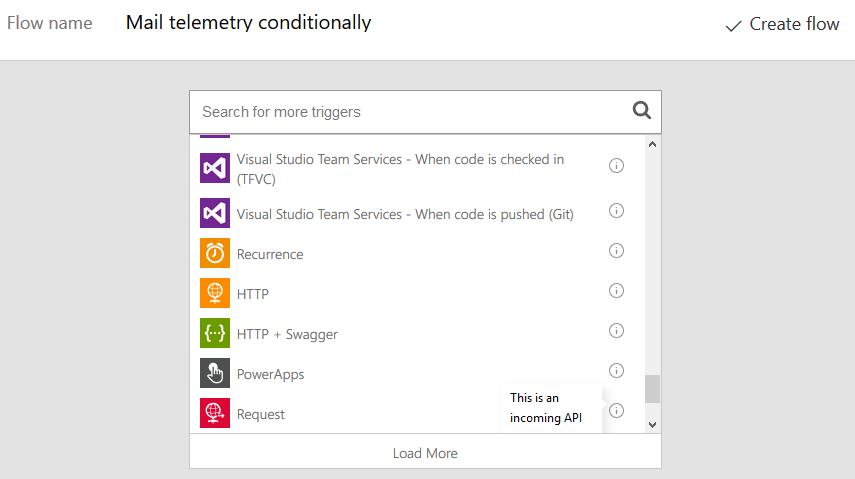 Flow name Mail telemetry conditionally Create flow
Search for more triggers
Visual Studio Team Services - When code is checked in
(TFVC)
Visual Studio Team Services - When code is pushed (Git)
Recurrence
HTTP
HTTP + Swagger
PowerApps
This is an
incoming API
Request
Load More